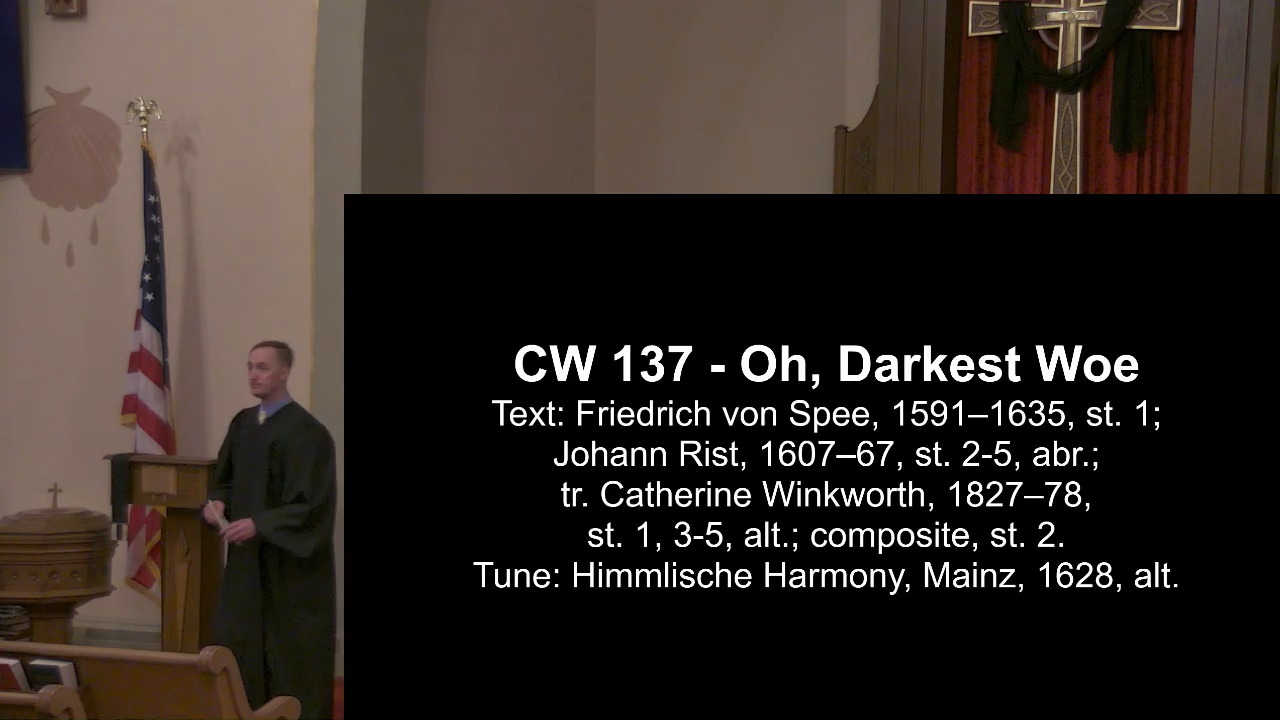 CW 137 - Oh, Darkest Woe
Text: Friedrich von Spee, 1591–1635, st. 1;
Johann Rist, 1607–67, st. 2-5, abr.;
tr. Catherine Winkworth, 1827–78,
st. 1, 3-5, alt.; composite, st. 2.
Tune: Himmlische Harmony, Mainz, 1628, alt.